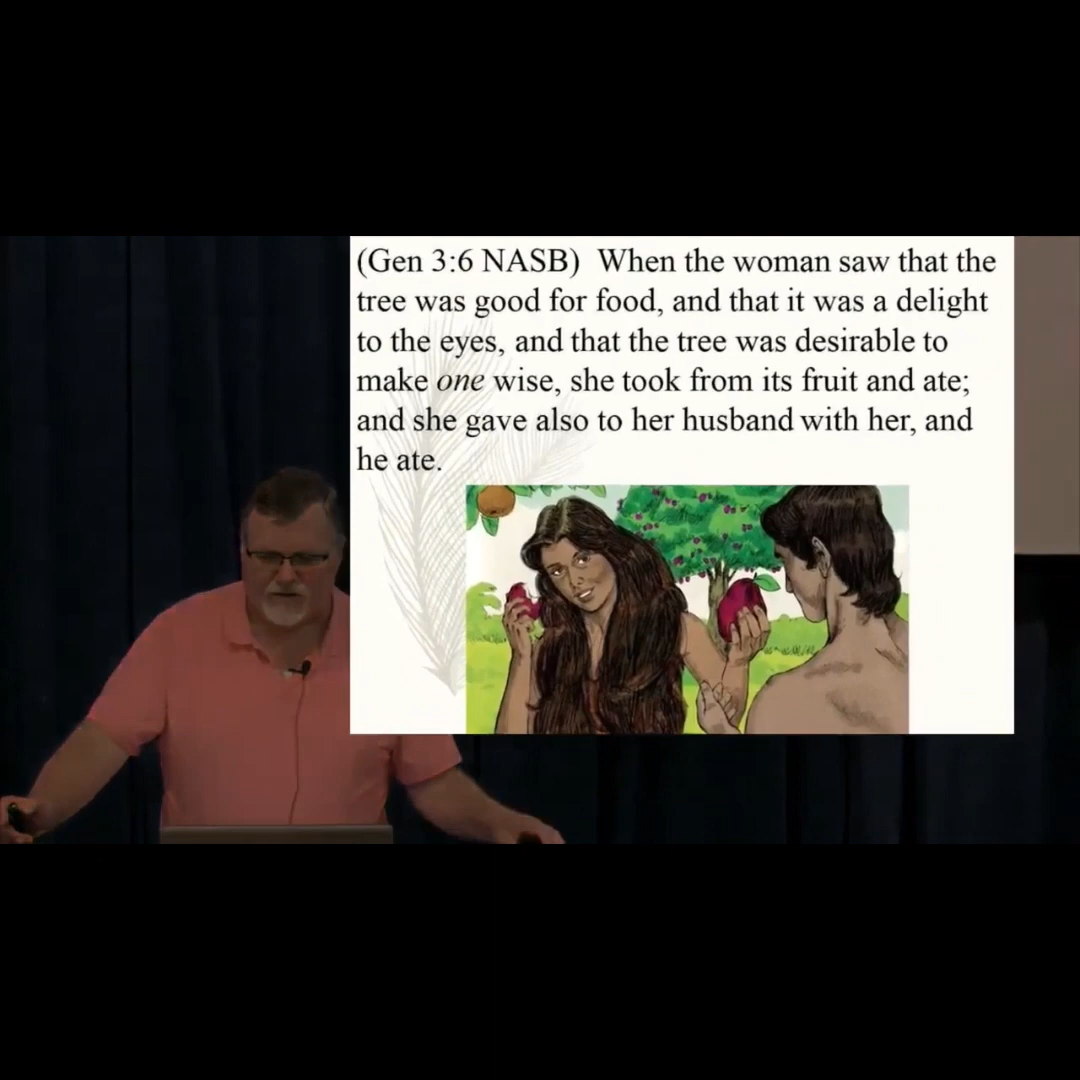 (Gen 3:6 NASB) When the woman saw that the
tree was good for food, and that it was a delight
to the eyes, and that the tree was desirable to
make one wise, she took from its fruit and ate;
and she gave also to her husband with her, and
he ate.